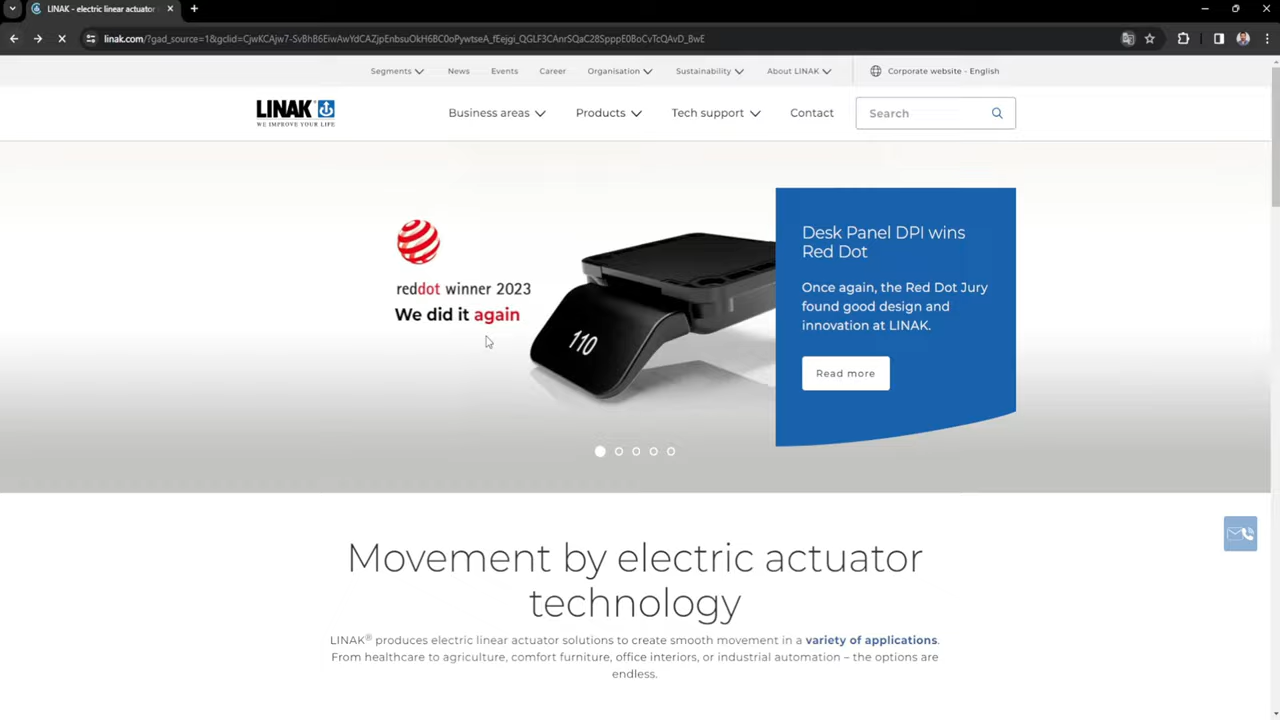 LINAK - electric linear actuator
linak.com/?gad_source=1&gclid=CjwKCAjw7-SvBhB6EiwAwYdCAZjpEnbsuOkH6BC0oPywtseA_fEejgi_QGLF3CAnrSQaC28SpppE0BoCvTcQAvD_BwE
Segments
News
Events
Career
Organisation
Sustainability
About LINAK
Corporate website - English
LINAK
WE IMPROVE YOUR LIFE
Business areas
Products
Tech support
Contact
Search
reddot winner 2023
We did it again
110
Desk Panel DPI wins
Red Dot
Once again, the Red Dot Jury
found good design and
innovation at LINAK.
Read more
Movement by electric actuator
technology
LINAK® produces electric linear actuator solutions to create smooth movement in a variety of applications.
From healthcare to agriculture, comfort furniture, office interiors, or industrial automation – the options are
endless.